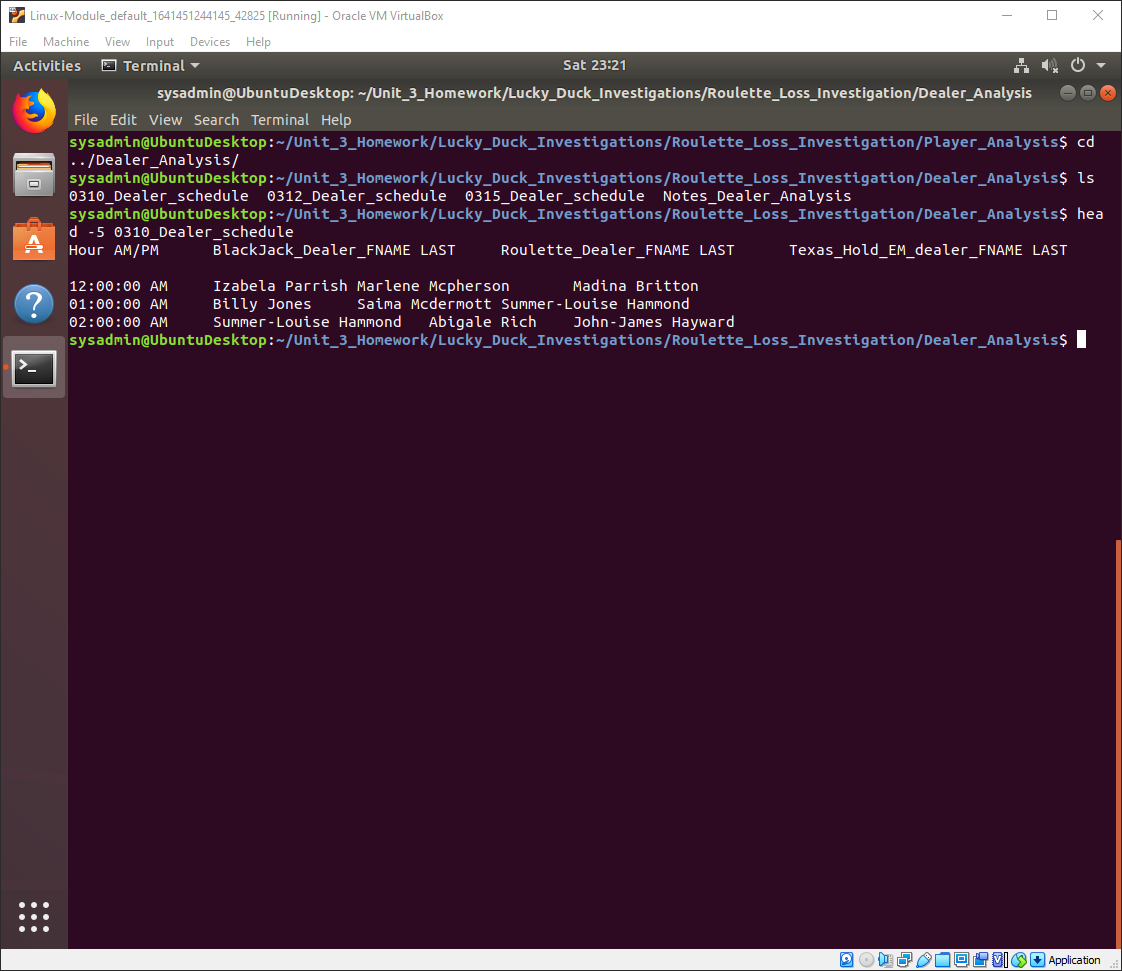 Linux-Module_default_1641451244145_42825 [Running] - Oracle VM VirtualBox
File Machine View Input Devices Help
Activities Terminal Sat 23:21
sysadmin@UbuntuDesktop: ~/Unit_3_Homework/Lucky_Duck_Investigations/Roulette_Loss_Investigation/Dealer_Analysis
File Edit View Search Terminal Help
sysadmin@UbuntuDesktop:~/Unit_3_Homework/Lucky_Duck_Investigations/Roulette_Loss_Investigation/Player_Analysis$ cd
../Dealer_Analysis/
sysadmin@UbuntuDesktop:~/Unit_3_Homework/Lucky_Duck_Investigations/Roulette_Loss_Investigation/Dealer_Analysis$ ls
0310_Dealer_schedule  0312_Dealer_schedule  0315_Dealer_schedule  Notes_Dealer_Analysis
sysadmin@UbuntuDesktop:~/Unit_3_Homework/Lucky_Duck_Investigations/Roulette_Loss_Investigation/Dealer_Analysis$ hea
d -5 0310_Dealer_schedule
Hour AM/PM      BlackJack_Dealer_FNAME LAST     Roulette_Dealer_FNAME LAST      Texas_Hold_EM_dealer_FNAME LAST
12:00:00 AM     Izabela Parrish Marlene Mcpherson       Madina Britton
01:00:00 AM     Billy Jones     Saima Mcdermott Summer-Louise Hammond
02:00:00 AM     Summer-Louise Hammond   Abigale Rich    John-James Hayward
sysadmin@UbuntuDesktop:~/Unit_3_Homework/Lucky_Duck_Investigations/Roulette_Loss_Investigation/Dealer_Analysis$
Application